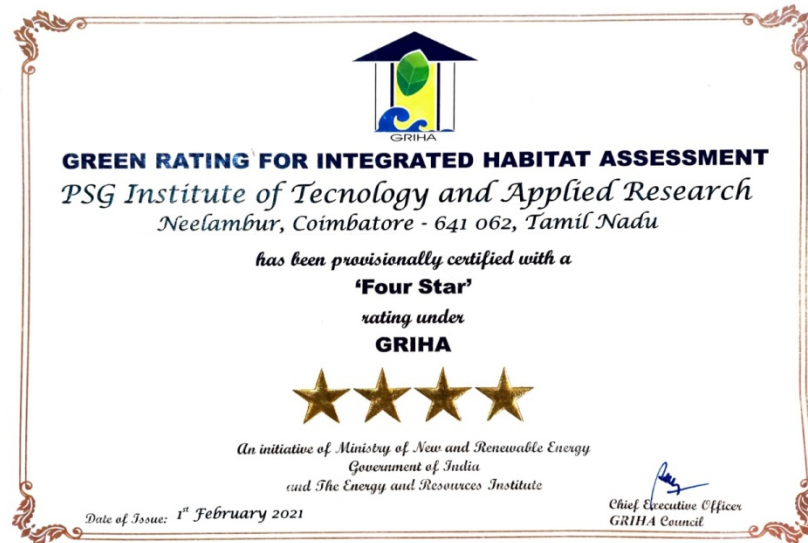 GRIHA
GREEN RATING FOR INTEGRATED HABITAT ASSESSMENT
PSG Institute of Tecnology and Applied Research
Neelambur, Coimbatore - 641 062, Tamil Nadu
has been provisionally certified with a
‘Four Star’
rating under
GRIHA
An initiative of Ministry of New and Renewable Energy
Government of India
and The Energy and Resources Institute
Date of Issue: 1st February 2021
Chief Executive Officer
GRIHA Council